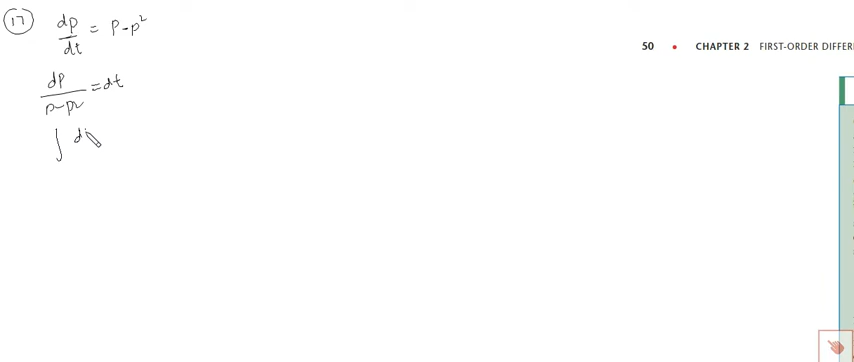 17 dp/dt = P - p²
dp/p-p² = dt
∫ d
50 • CHAPTER 2 FIRST-ORDER DIFFER